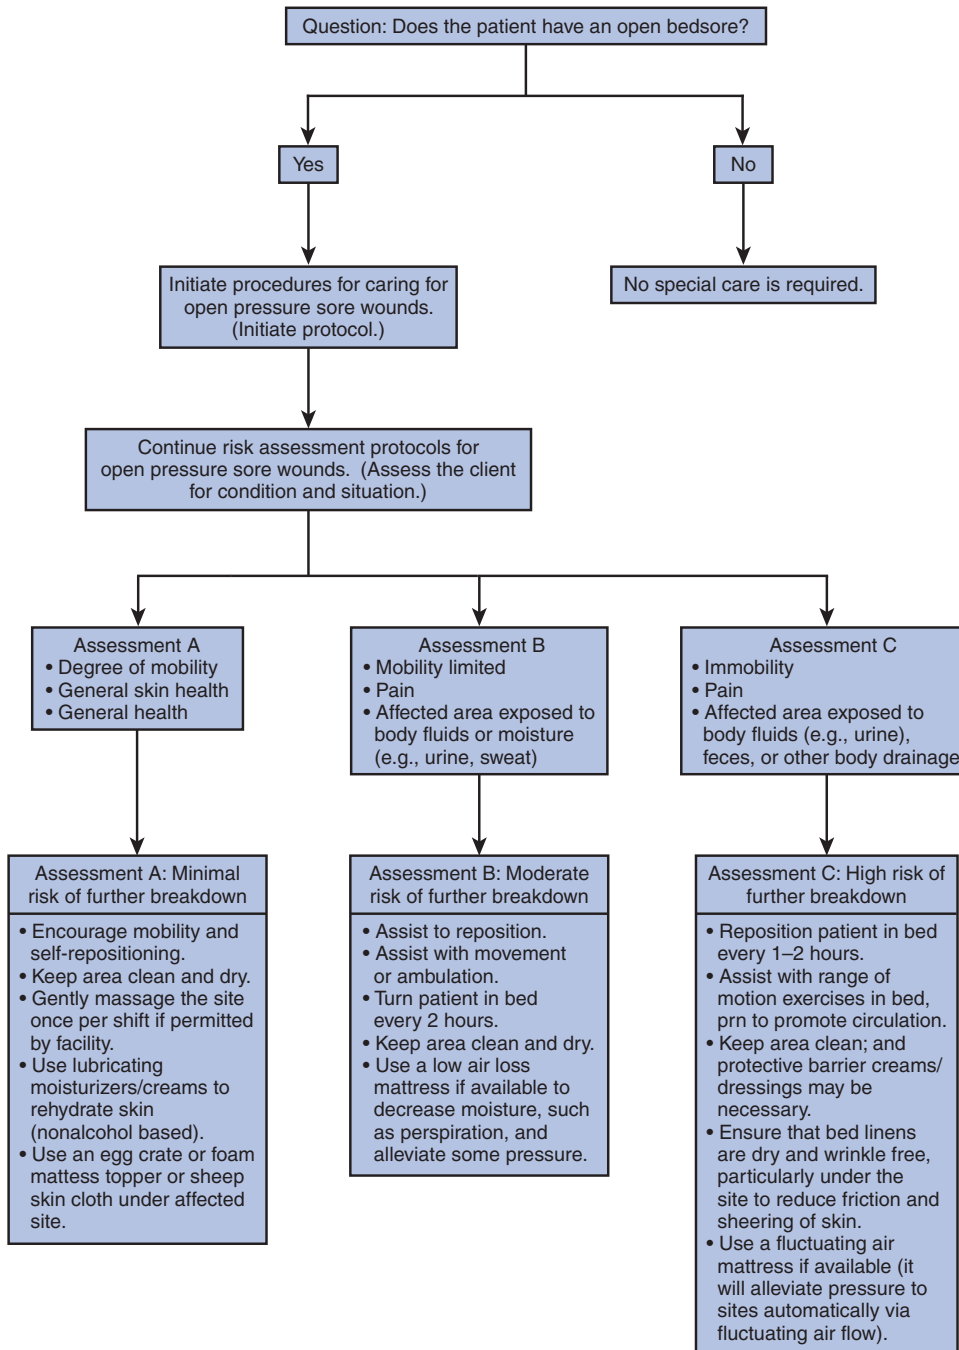 Question: Does the patient have an open bedsore?
Yes
No
Initiate procedures for caring for
open pressure sore wounds.
(Initiate protocol.)
No special care is required.
Continue risk assessment protocols for
open pressure sore wounds. (Assess the client
for condition and situation.)
Assessment A
• Degree of mobility
• General skin health
• General health
Assessment B
• Mobility limited
• Pain
• Affected area exposed to
body fluids or moisture
(e.g., urine, sweat)
Assessment C
• Immobility
• Pain
• Affected area exposed to
body fluids (e.g., urine),
feces, or other body drainage
Assessment A: Minimal
risk of further breakdown
• Encourage mobility and
self-repositioning.
• Keep area clean and dry.
• Gently massage the site
once per shift if permitted
by facility.
• Use lubricating
moisturizers/creams to
rehydrate skin
(nonalcohol based).
• Use an egg crate or foam
mattess topper or sheep
skin cloth under affected
site.
Assessment B: Moderate
risk of further breakdown
• Assist to reposition.
• Assist with movement
or ambulation.
• Turn patient in bed
every 2 hours.
• Keep area clean and dry.
• Use a low air loss
mattress if available to
decrease moisture, such
as perspiration, and
alleviate some pressure.
Assessment C: High risk of
further breakdown
• Reposition patient in bed
every 1–2 hours.
• Assist with range of
motion exercises in bed,
prn to promote circulation.
• Keep area clean; and
protective barrier creams/
dressings may be
necessary.
• Ensure that bed linens
are dry and wrinkle free,
particularly under the
site to reduce friction and
sheering of skin.
• Use a fluctuating air
mattress if available (it
will alleviate pressure to
sites automatically via
fluctuating air flow).